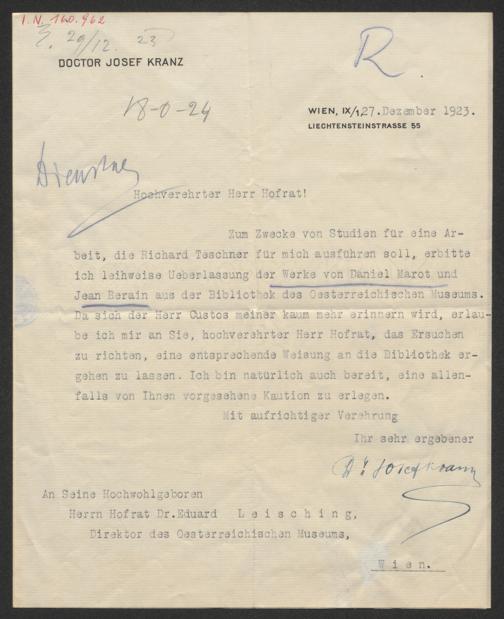 I.N. 160.962
29/12. 23
R.
DOCTOR JOSEF KRANZ
18-0-24
WIEN, IX/1, 27. Dezember 1923.
LIECHTENSTEINSTRASSE 55
Dienstag
Hochverehrter Herr Hofrat!
Zum Zwecke von Studien für eine Ar-
beit, die Richard Teschner für mich ausführen soll, erbitte
ich leihweise Ueberlassung der Werke von Daniel Marot und
Jean Berain aus der Bibliothek des Oesterreichischen Museums.
Da sich der Herr Custos meiner kaum mehr erinnern wird, erlau-
be ich mir an Sie, hochverehrter Herr Hofrat, das Ersuchen
zu richten, eine entsprechende Weisung an die Bibliothek er-
gehen zu lassen. Ich bin natürlich auch bereit, eine allen-
falls von Ihnen vorgesehene Kaution zu erlegen.
Mit aufrichtiger Verehrung
Ihr sehr ergebener
Dr. Josef Kranz
An Seine Hochwohlgeboren
Herrn Hofrat Dr.Eduard Leisching,
Direktor des Oesterreichischen Museums,
Wien.